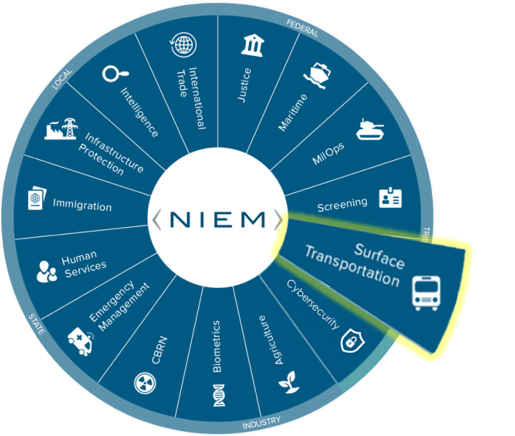 FEDERAL
LOCAL
STATE
INDUSTRY
NIEM
Justice
Maritime
MilOps
Screening
Surface
Transportation
Cybersecurity
Agriculture
Biometrics
CBRN
Emergency
Management
Human
Services
Immigration
Infrastructure
Protection
Intelligence
International
Trade